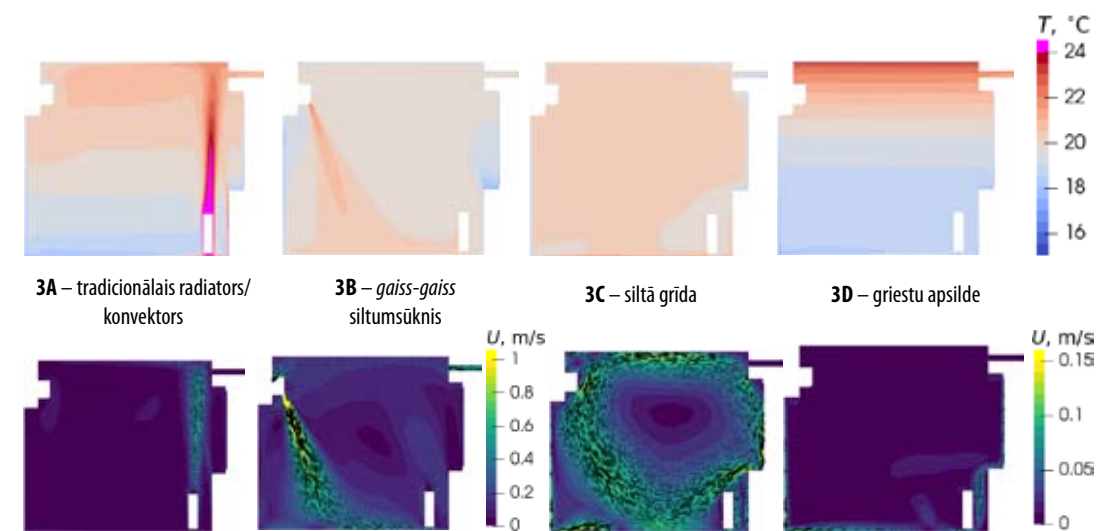 T, °C
24
22
20
18
16
3A – tradicionālais radiators/
konvektors
3B – gaiss-gaiss
siltumsūknis
3C – siltā grīda
3D – griestu apsilde
U, m/s
1
0.8
0.6
0.4
0.2
0
U, m/s
0.15
0.1
0.05
0